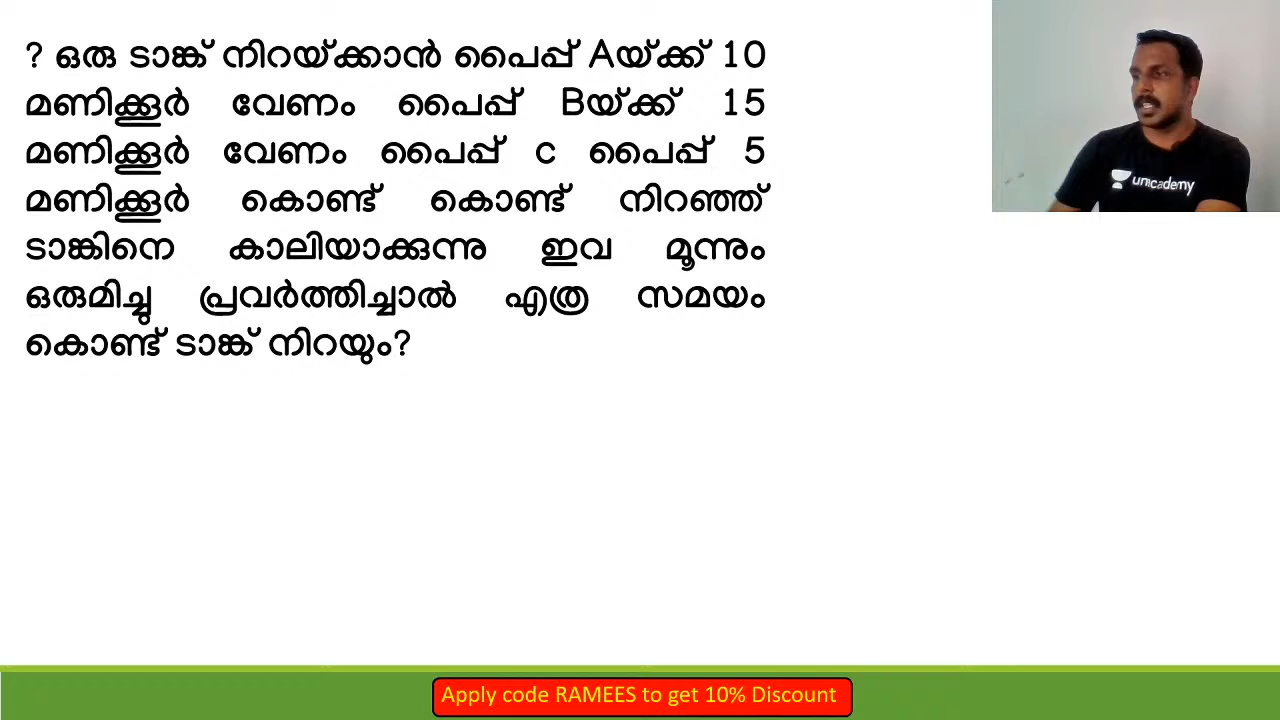 ? ഒരു ടാങ്ക് നിറയ്ക്കാൻ പൈപ്പ് Aയ്ക്ക് 10
മണിക്കൂർ വേണം പൈപ്പ് Bയ്ക്ക് 15
മണിക്കൂർ വേണം പൈപ്പ് c പൈപ്പ് 5
മണിക്കൂർ കൊണ്ട് കൊണ്ട് നിറഞ്ഞ്
ടാങ്കിനെ കാലിയാക്കുന്നു ഇവ മൂന്നും
ഒരുമിച്ചു പ്രവർത്തിച്ചാൽ എത്ര സമയം
കൊണ്ട് ടാങ്ക് നിറയും?
unacademy
Apply code RAMEES to get 10% Discount